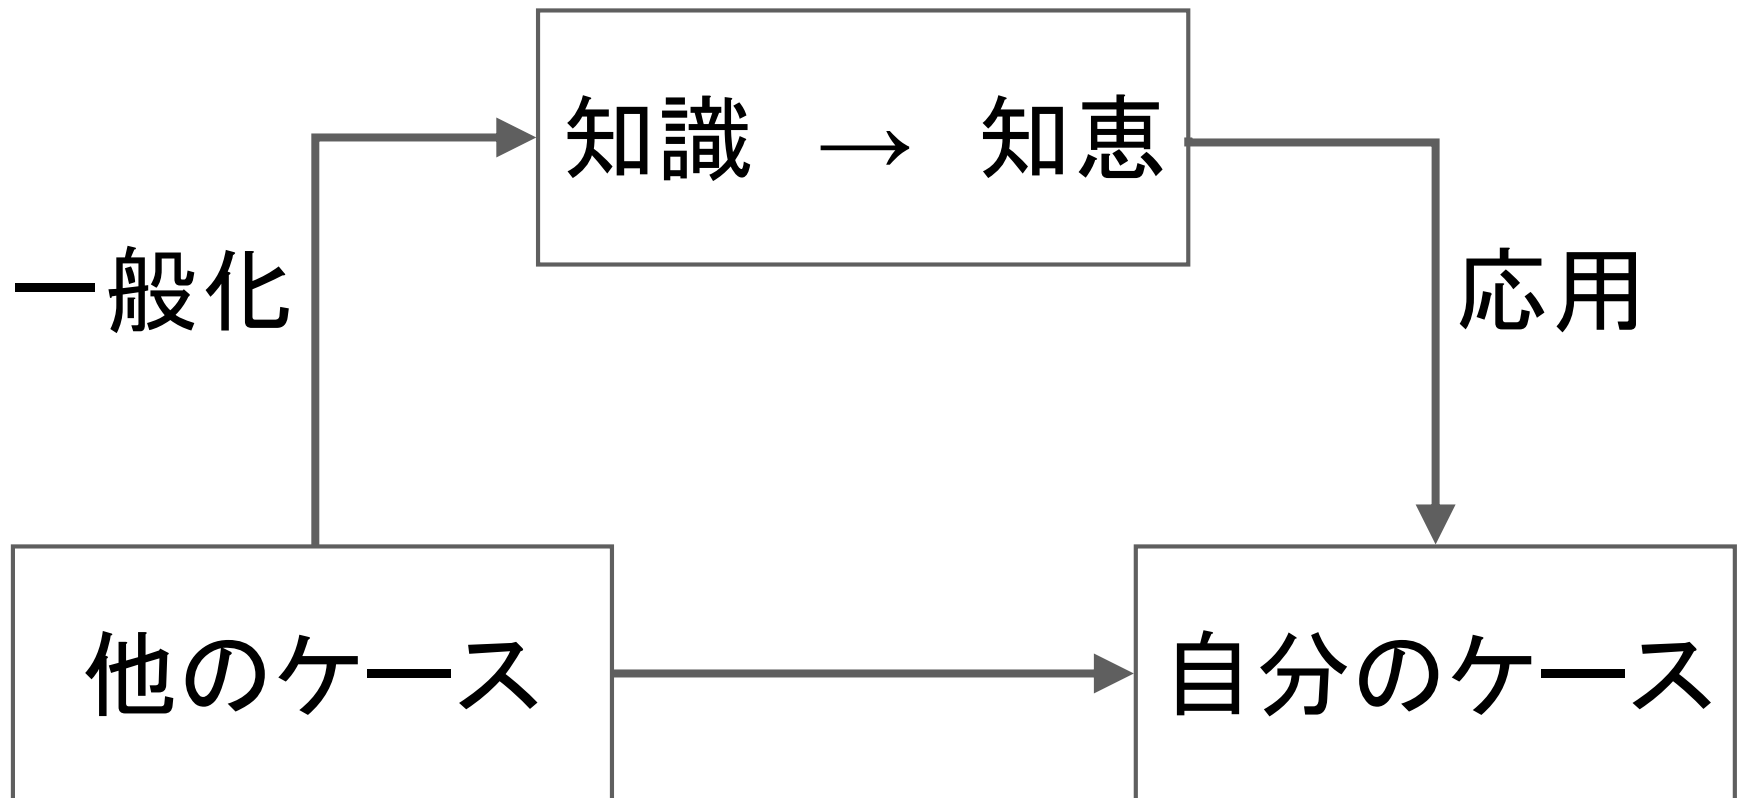 知識 → 知恵
一般化
応用
他のケース
自分のケース